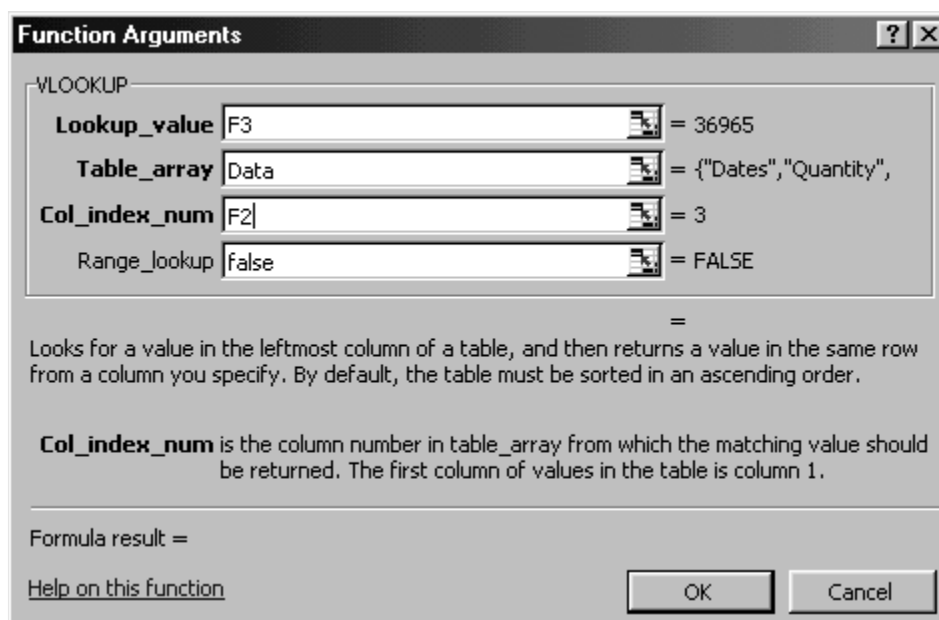 Function Arguments ? X
VLOOKUP
Lookup_value F3 = 36965
Table_array Data = {"Dates","Quantity",
Col_index_num F2 = 3
Range_lookup false = FALSE
=
Looks for a value in the leftmost column of a table, and then returns a value in the same row
from a column you specify. By default, the table must be sorted in an ascending order.
Col_index_num is the column number in table_array from which the matching value should
be returned. The first column of values in the table is column 1.
Formula result =
Help on this function OK Cancel